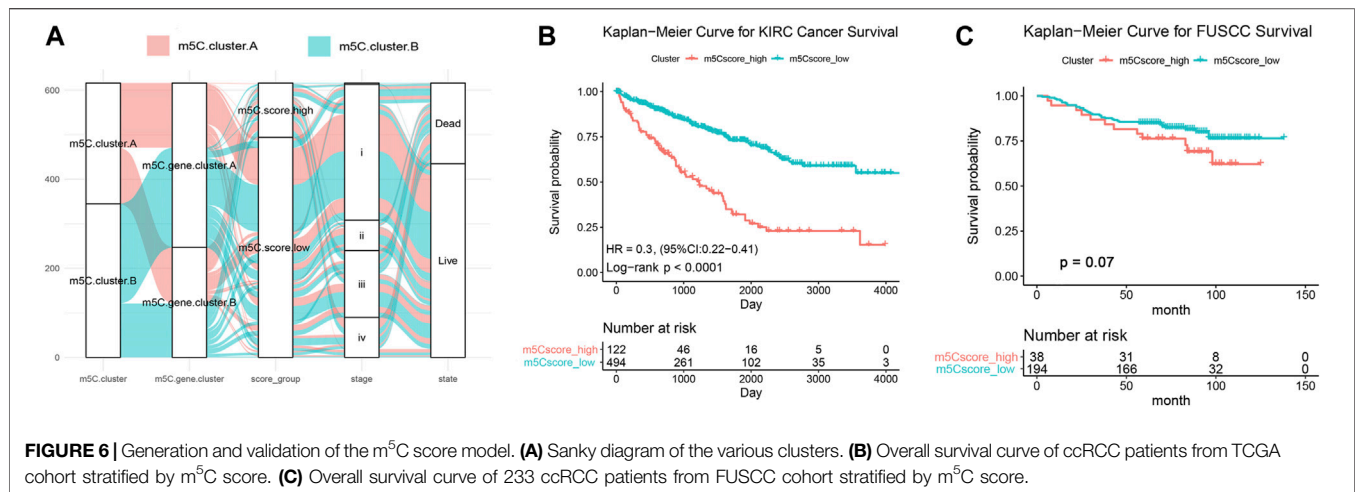 A
m5C.cluster.A
m5C.cluster.B
600
400
200
0
m5C.cluster.A
m5C.cluster.B
m5C.gene.cluster.A
m5C.gene.cluster.B
m5C.score.high
m5C.score.low
i
ii
iii
iv
Dead
Live
m5C.cluster
m5C.gene.cluster
score_group
stage
state
B
Kaplan−Meier Curve for KIRC Cancer Survival
Cluster m5Cscore_high m5Cscore_low
Survival probability
1.00
0.75
0.50
0.25
0.00
HR = 0.3, (95%CI:0.22−0.41)
Log−rank p < 0.0001
0 1000 2000 3000 4000
Day
Number at risk
m5Cscore_high 122 46 16 5 0
m5Cscore_low 494 261 102 35 3
0 1000 2000 3000 4000
Day
C
Kaplan−Meier Curve for FUSCC Survival
Cluster m5Cscore_high m5Cscore_low
Survival probability
1.00
0.75
0.50
0.25
0.00
p = 0.07
0 50 100 150
month
Number at risk
m5Cscore_high 38 31 8 0
m5Cscore_low 194 166 32 0
0 50 100 150
month
FIGURE 6 | Generation and validation of the m⁵C score model. (A) Sanky diagram of the various clusters. (B) Overall survival curve of ccRCC patients from TCGA
cohort stratified by m⁵C score. (C) Overall survival curve of 233 ccRCC patients from FUSCC cohort stratified by m⁵C score.